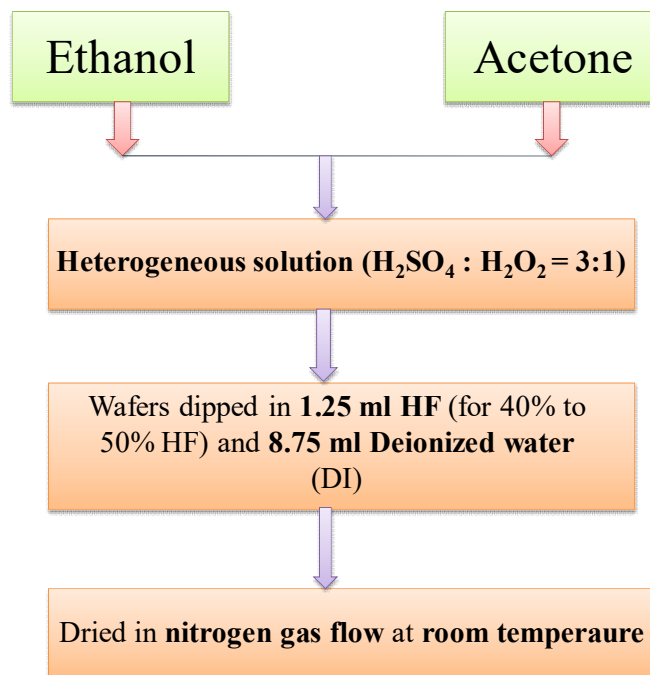 Ethanol
Acetone
Heterogeneous solution (H₂SO₄ : H₂O₂ = 3:1)
Wafers dipped in 1.25 ml HF (for 40% to
50% HF) and 8.75 ml Deionized water
(DI)
Dried in nitrogen gas flow at room temperaure